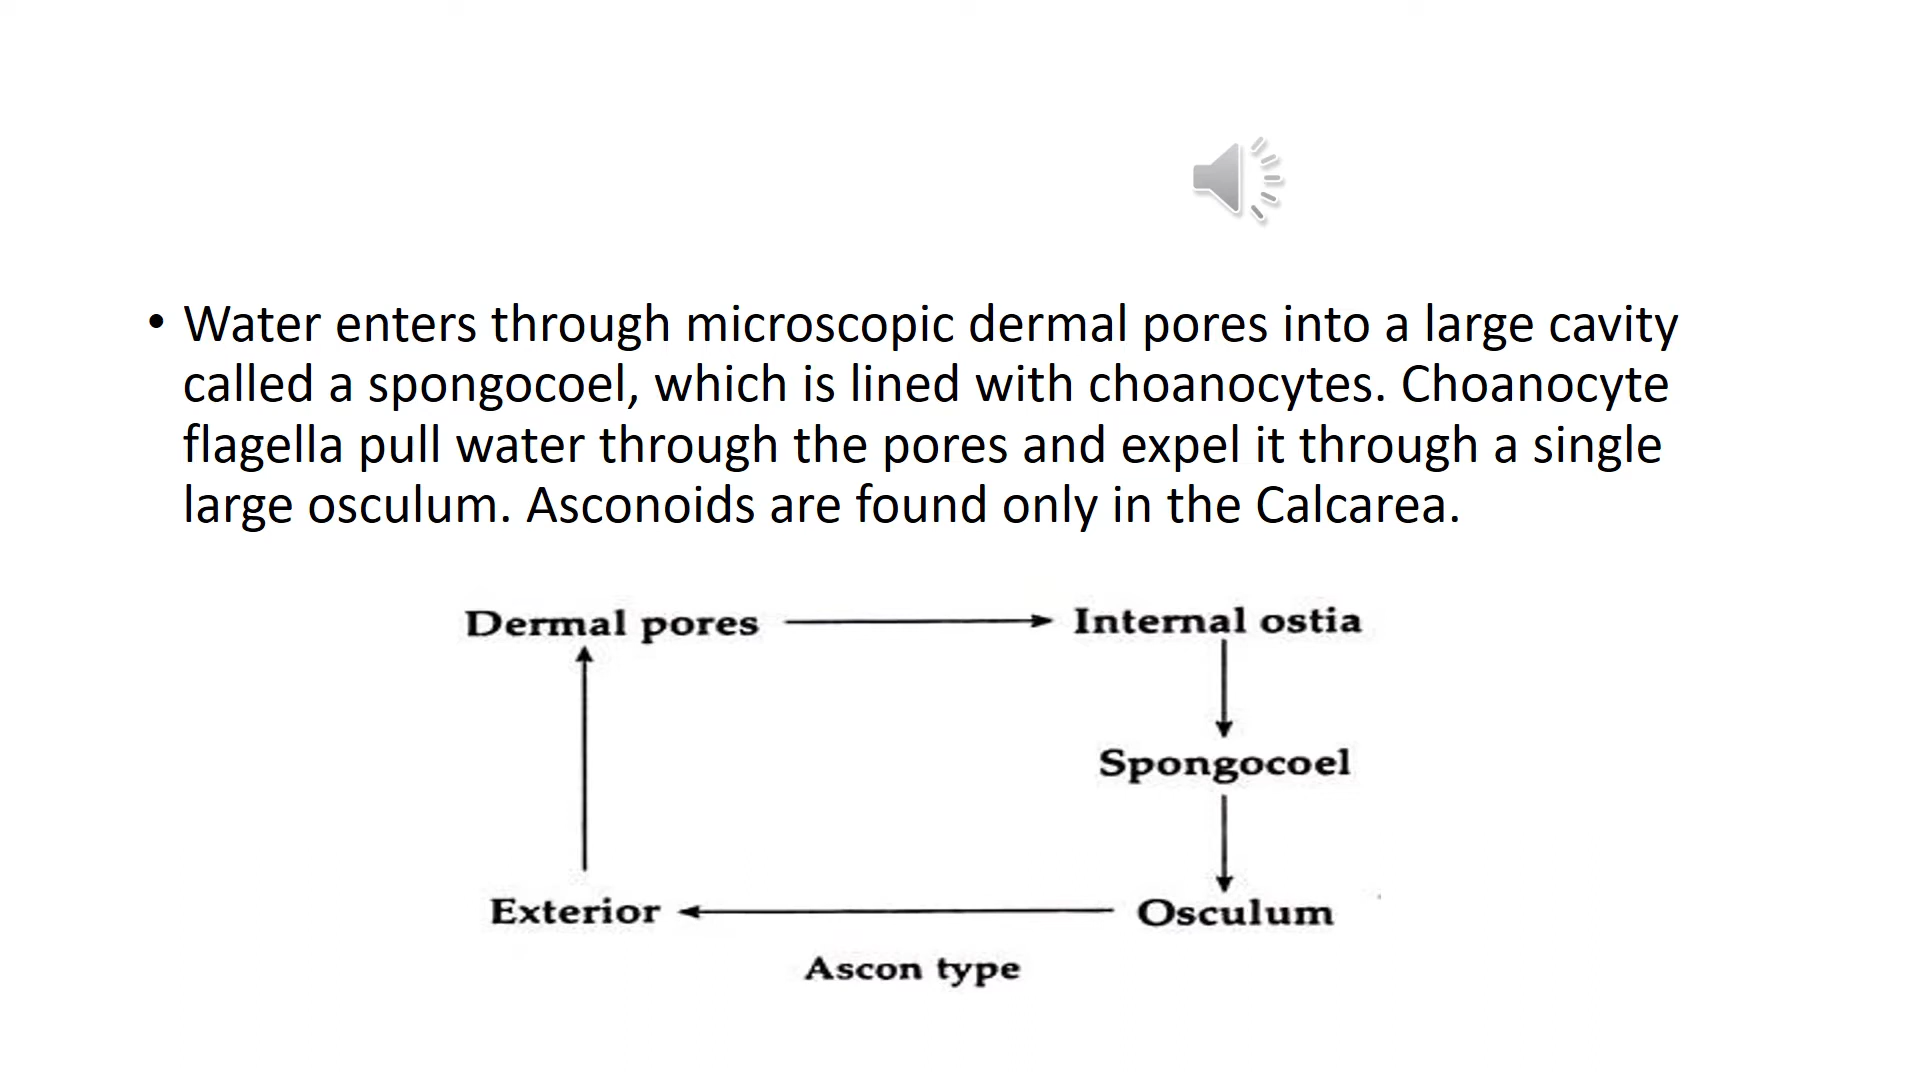 • Water enters through microscopic dermal pores into a large cavity
called a spongocoel, which is lined with choanocytes. Choanocyte
flagella pull water through the pores and expel it through a single
large osculum. Asconoids are found only in the Calcarea.
Dermal pores
Internal ostia
Spongocoel
Exterior
Osculum
Ascon type